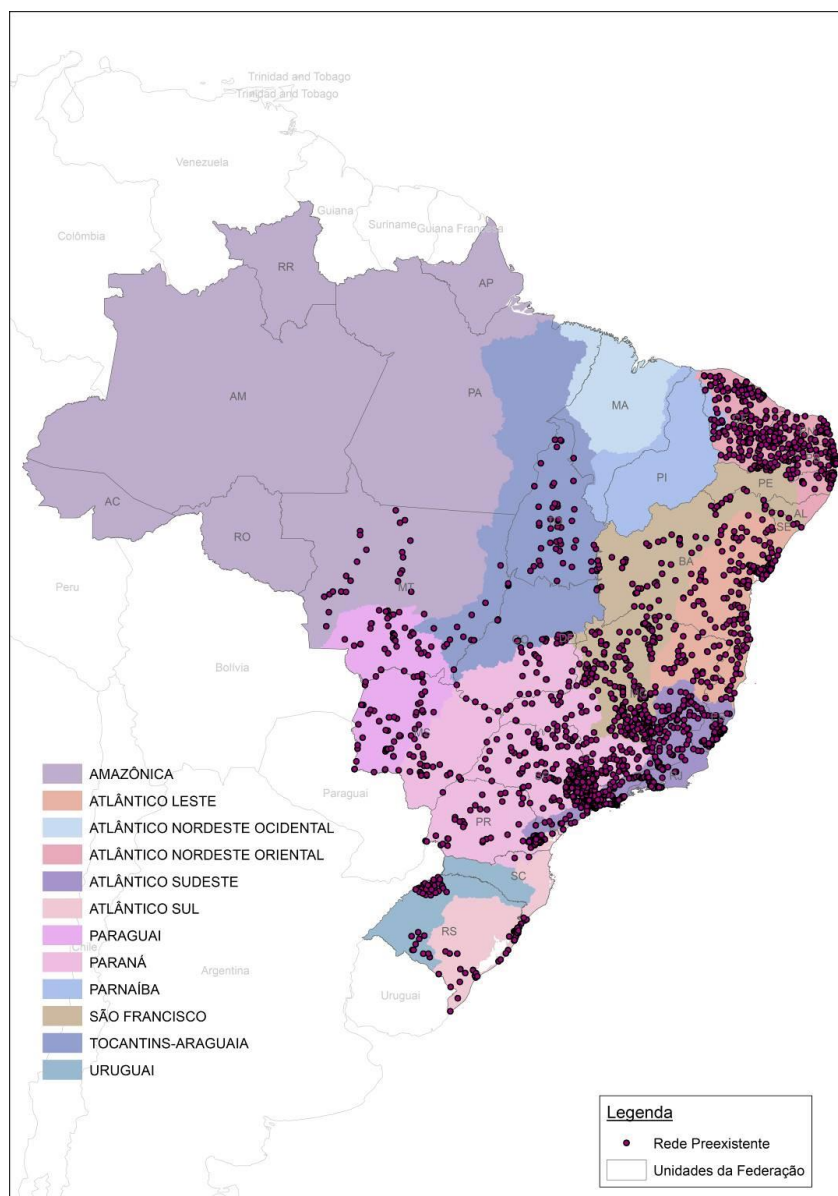 Trinidad and Tobago
Trinidad and Tobago
Venezuela
Guiana
Suriname
Guiana Francesa
Colômbia
RR
AP
AM
PA
MA
PI
PE
AL
SE
AC
RO
MT
BA
Peru
Bolívia
GO
DF
MG
MS
RJ
Paraguai
PR
SC
RS
Chile
Argentina
Uruguai
AMAZÔNICA
ATLÂNTICO LESTE
ATLÂNTICO NORDESTE OCIDENTAL
ATLÂNTICO NORDESTE ORIENTAL
ATLÂNTICO SUDESTE
ATLÂNTICO SUL
PARAGUAI
PARANÁ
PARNAÍBA
SÃO FRANCISCO
TOCANTINS-ARAGUAIA
URUGUAI
Legenda
Rede Preexistente
Unidades da Federação